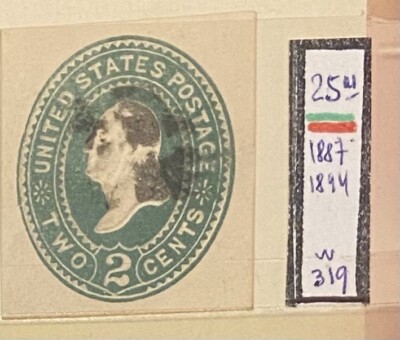 UNITED STATES POSTAGE
TWO 2 CENTS
25
1887
1894
W
319